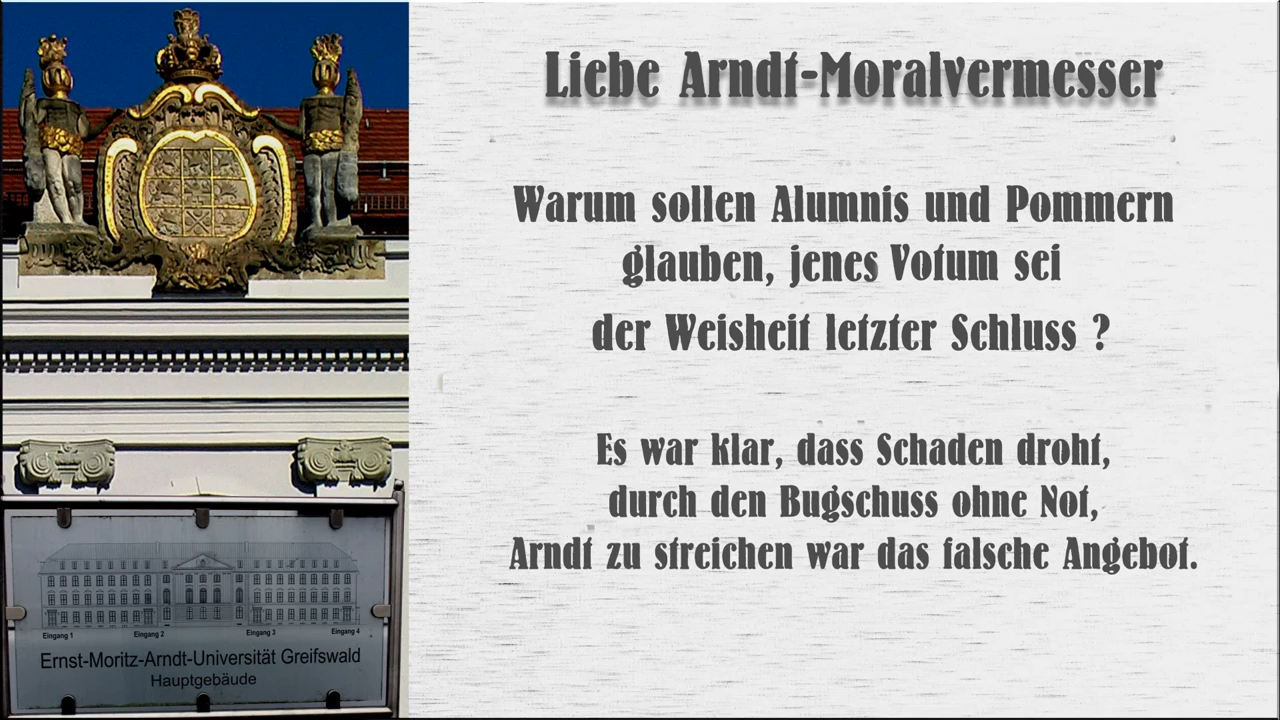 Liebe Arndt-Moralvermesser
Warum sollen Alumnis und Pommern
glauben, jenes Votum sei
der Weisheit letzter Schluss ?
Es war klar, dass Schaden droht,
durch den Bugschuss ohne Not,
Arndt zu streichen war das falsche Angebot.
Eingang 1 Eingang 2 Eingang 3 Eingang 4
Ernst-Moritz-Arndt-Universität Greifswald
Hauptgebäude